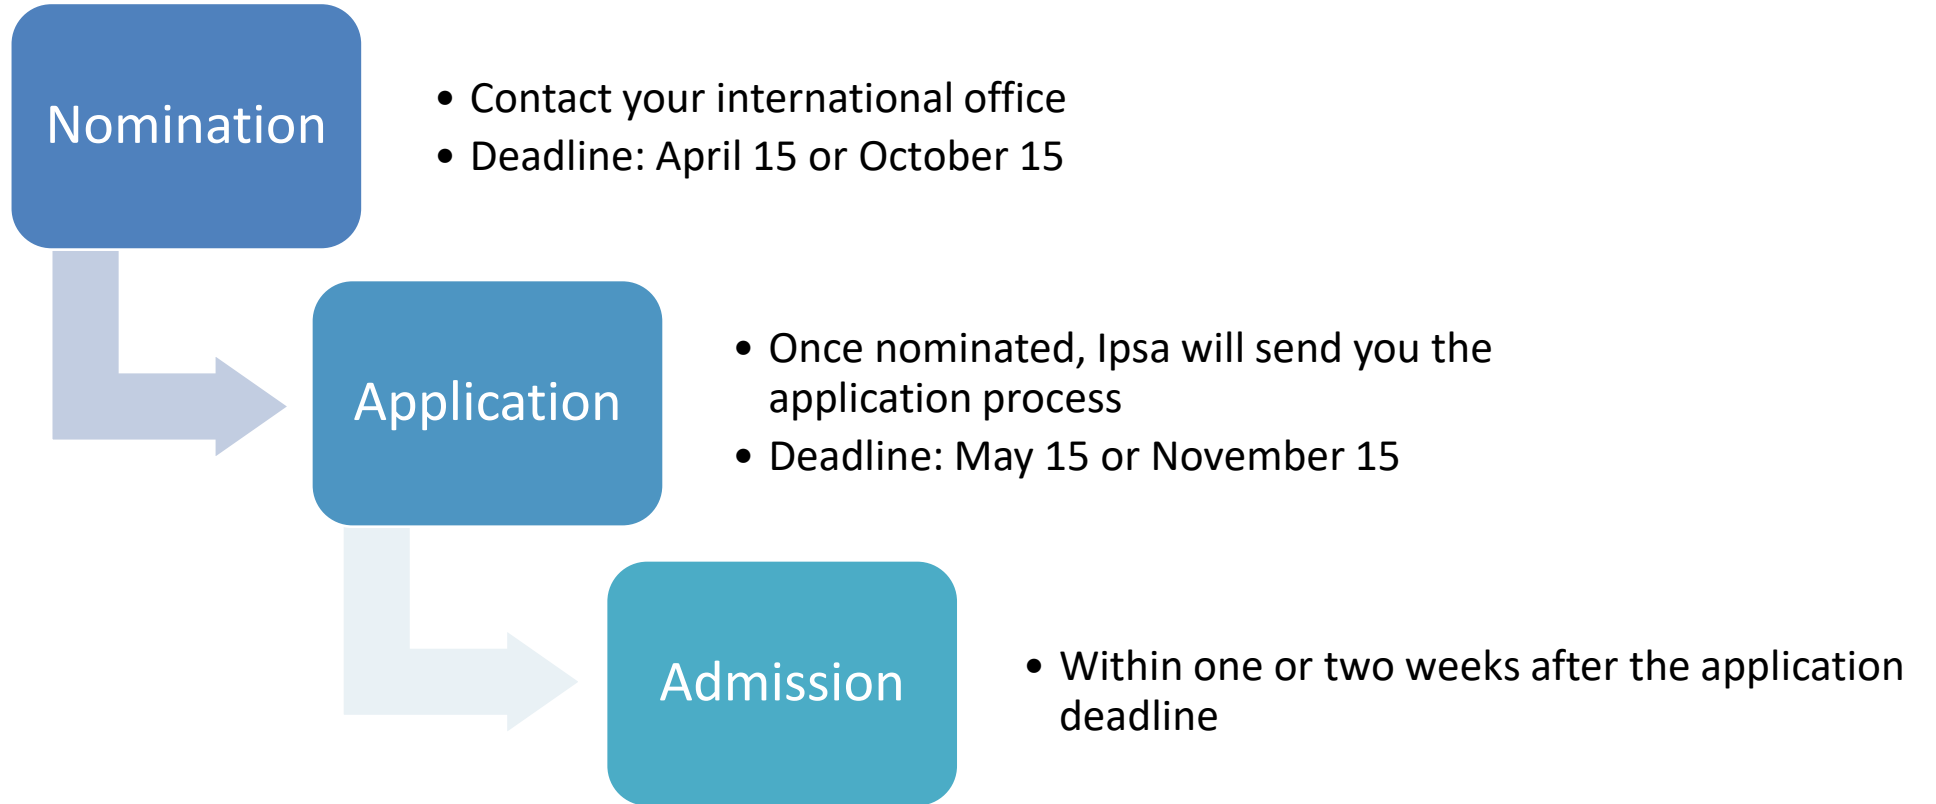 Nomination
• Contact your international office
• Deadline: April 15 or October 15
Application
• Once nominated, Ipsa will send you the
application process
• Deadline: May 15 or November 15
Admission
• Within one or two weeks after the application
deadline